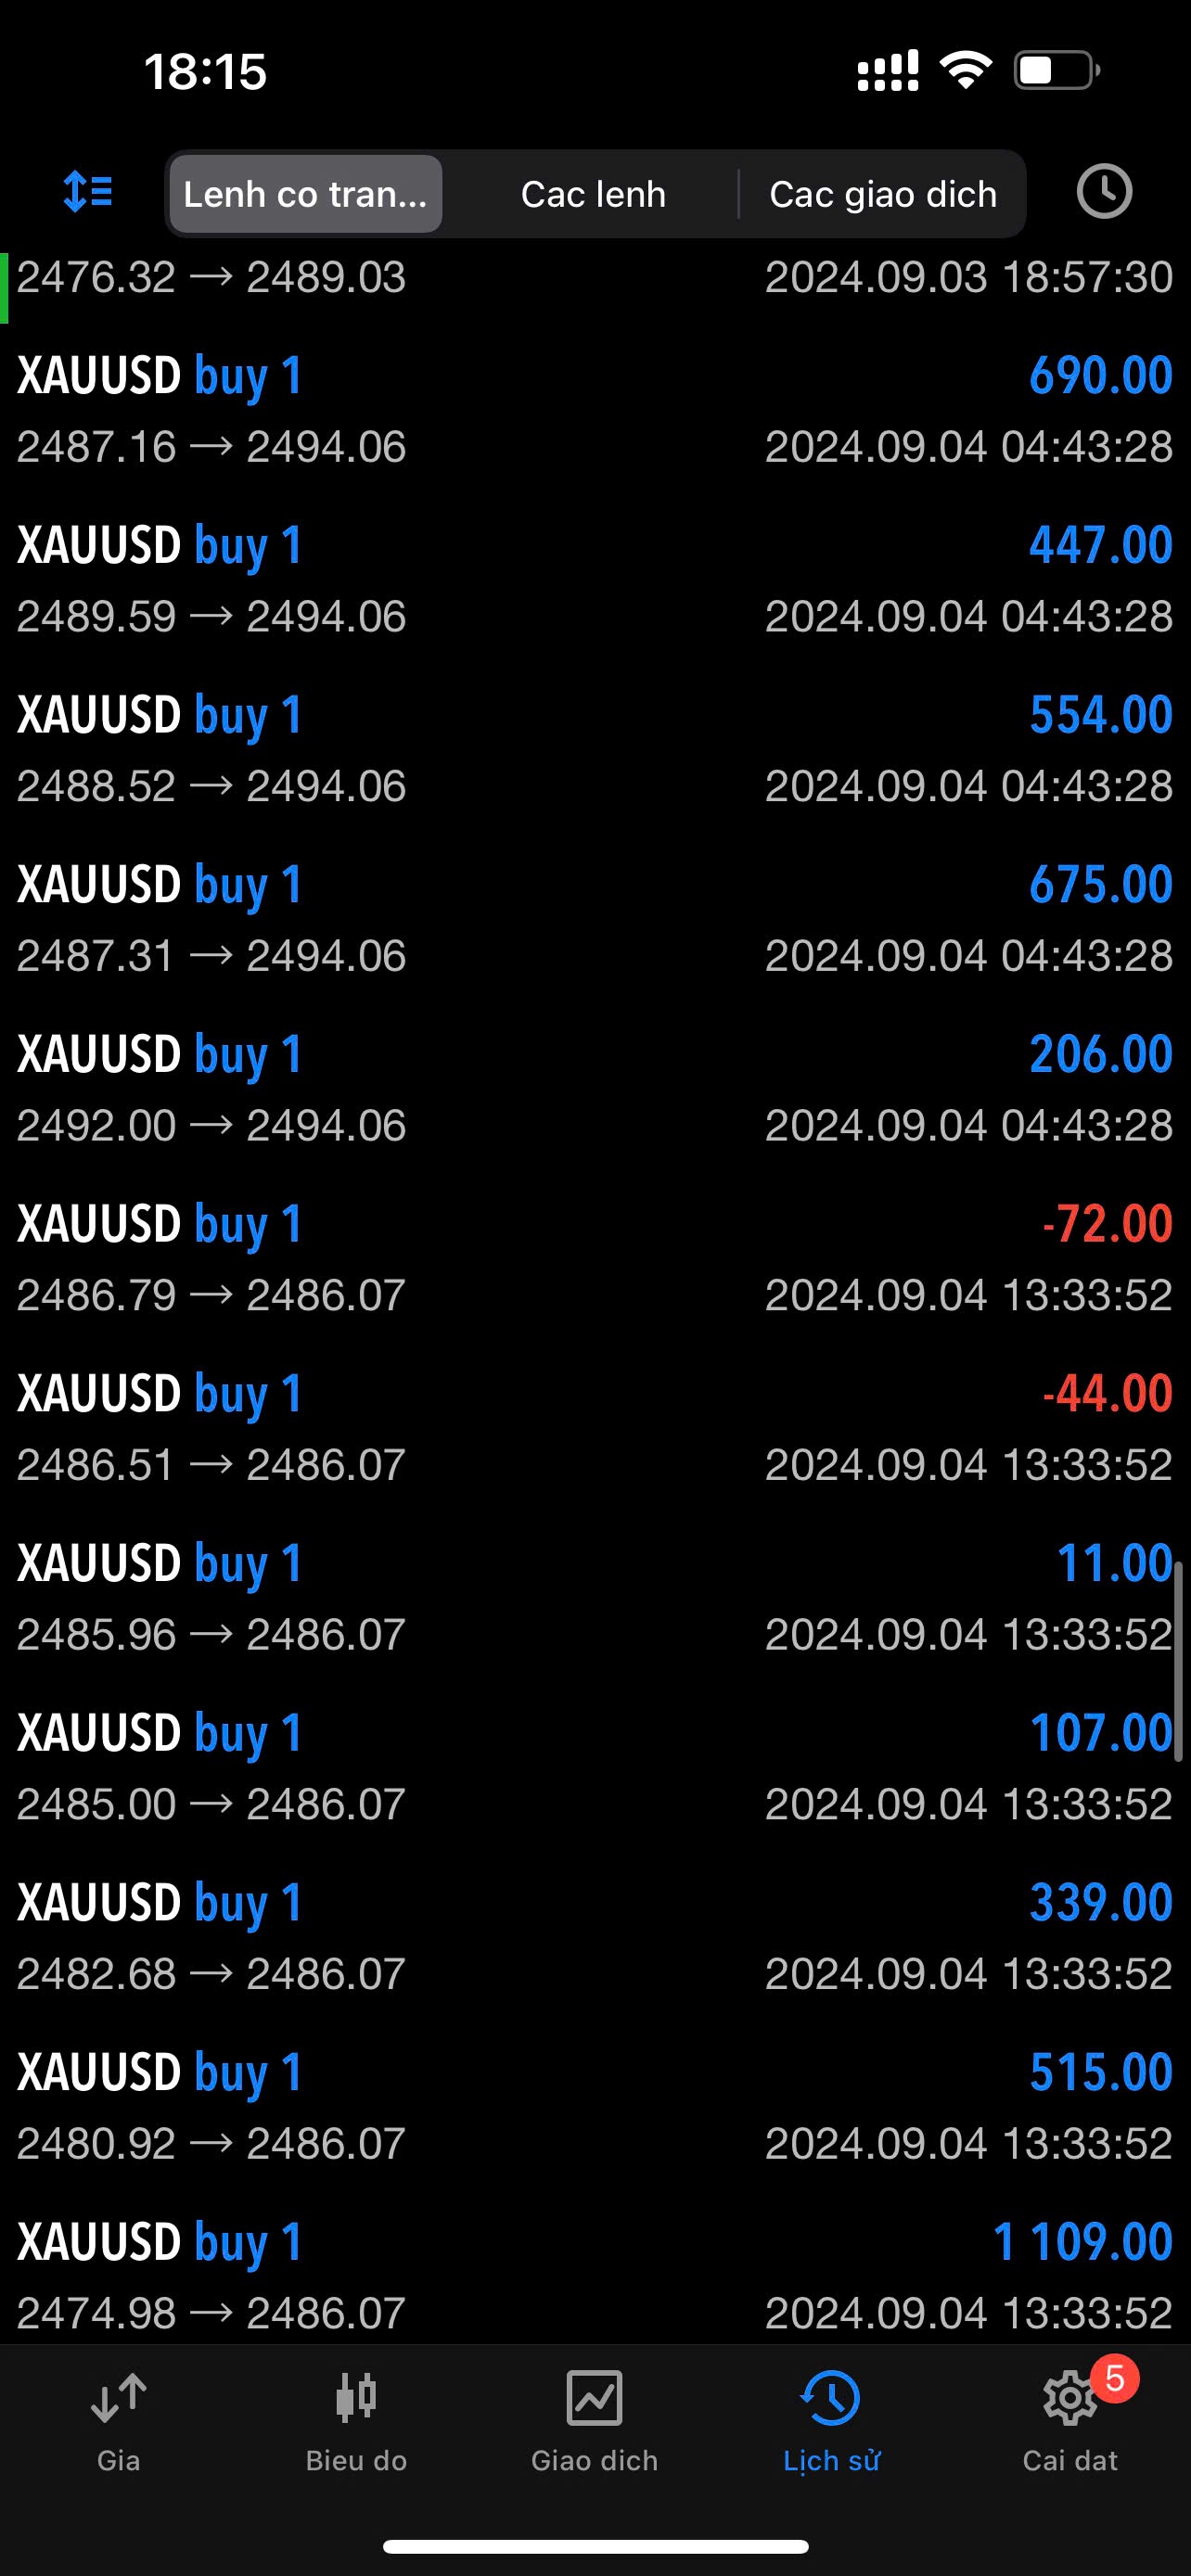 18:15
Lenh co tran... Cac lenh Cac giao dich
2476.32 → 2489.03 2024.09.03 18:57:30
XAUUSD buy 1 690.00
2487.16 → 2494.06 2024.09.04 04:43:28
XAUUSD buy 1 447.00
2489.59 → 2494.06 2024.09.04 04:43:28
XAUUSD buy 1 554.00
2488.52 → 2494.06 2024.09.04 04:43:28
XAUUSD buy 1 675.00
2487.31 → 2494.06 2024.09.04 04:43:28
XAUUSD buy 1 206.00
2492.00 → 2494.06 2024.09.04 04:43:28
XAUUSD buy 1 -72.00
2486.79 → 2486.07 2024.09.04 13:33:52
XAUUSD buy 1 -44.00
2486.51 → 2486.07 2024.09.04 13:33:52
XAUUSD buy 1 11.00
2485.96 → 2486.07 2024.09.04 13:33:52
XAUUSD buy 1 107.00
2485.00 → 2486.07 2024.09.04 13:33:52
XAUUSD buy 1 339.00
2482.68 → 2486.07 2024.09.04 13:33:52
XAUUSD buy 1 515.00
2480.92 → 2486.07 2024.09.04 13:33:52
XAUUSD buy 1 1 109.00
2474.98 → 2486.07 2024.09.04 13:33:52
5
Gia Bieu do Giao dich Lịch sử Cai dat